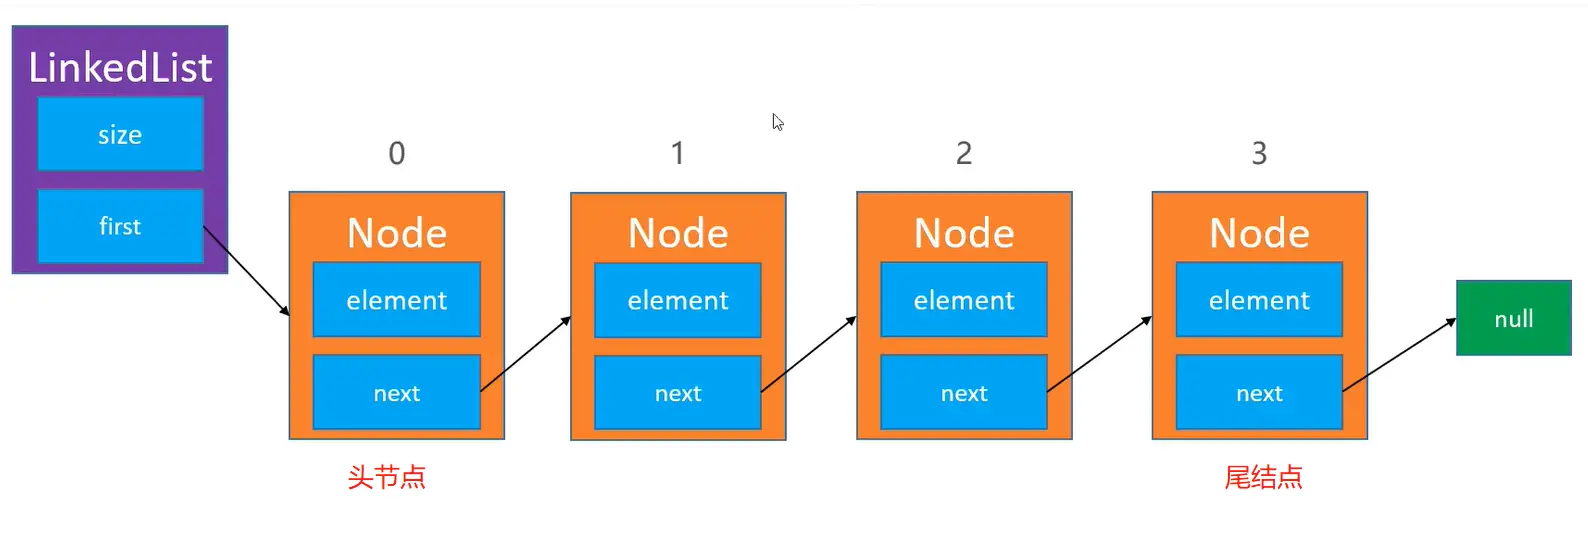 LinkedList
size
first
0
1
2
3
Node
element
next
Node
element
next
Node
element
next
Node
element
next
null
头节点
尾结点